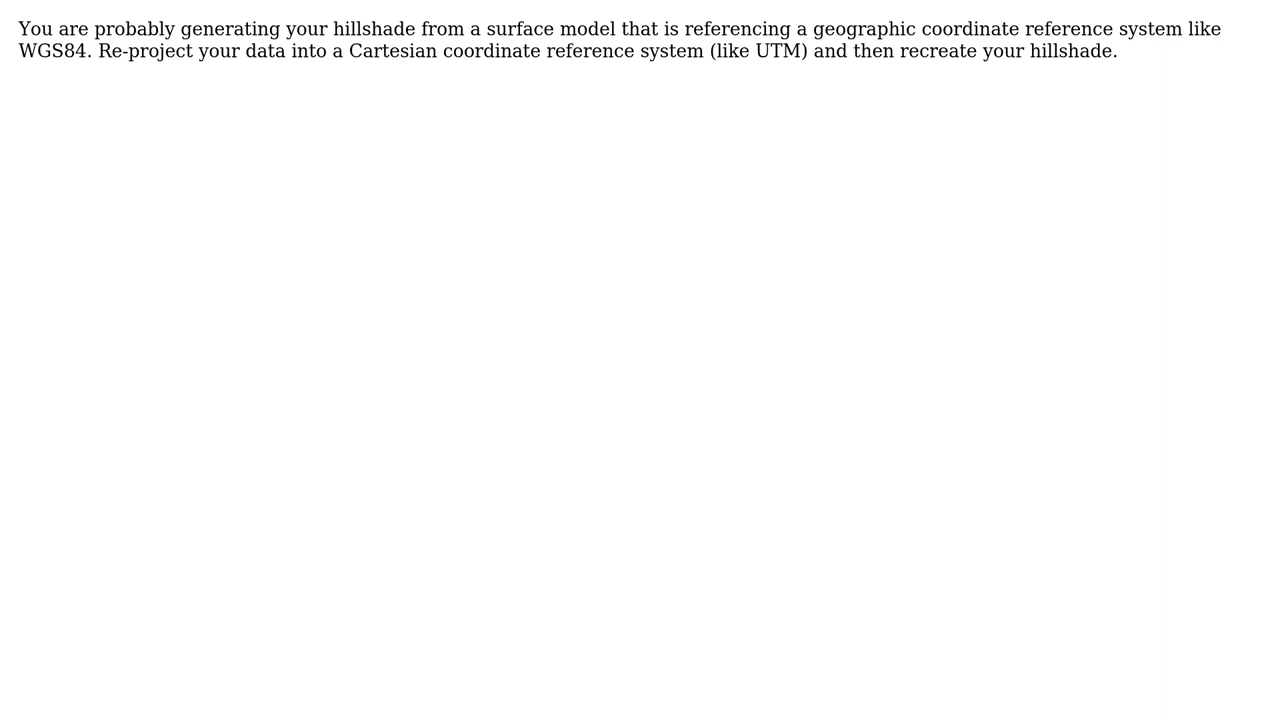 You are probably generating your hillshade from a surface model that is referencing a geographic coordinate reference system like
WGS84. Re-project your data into a Cartesian coordinate reference system (like UTM) and then recreate your hillshade.